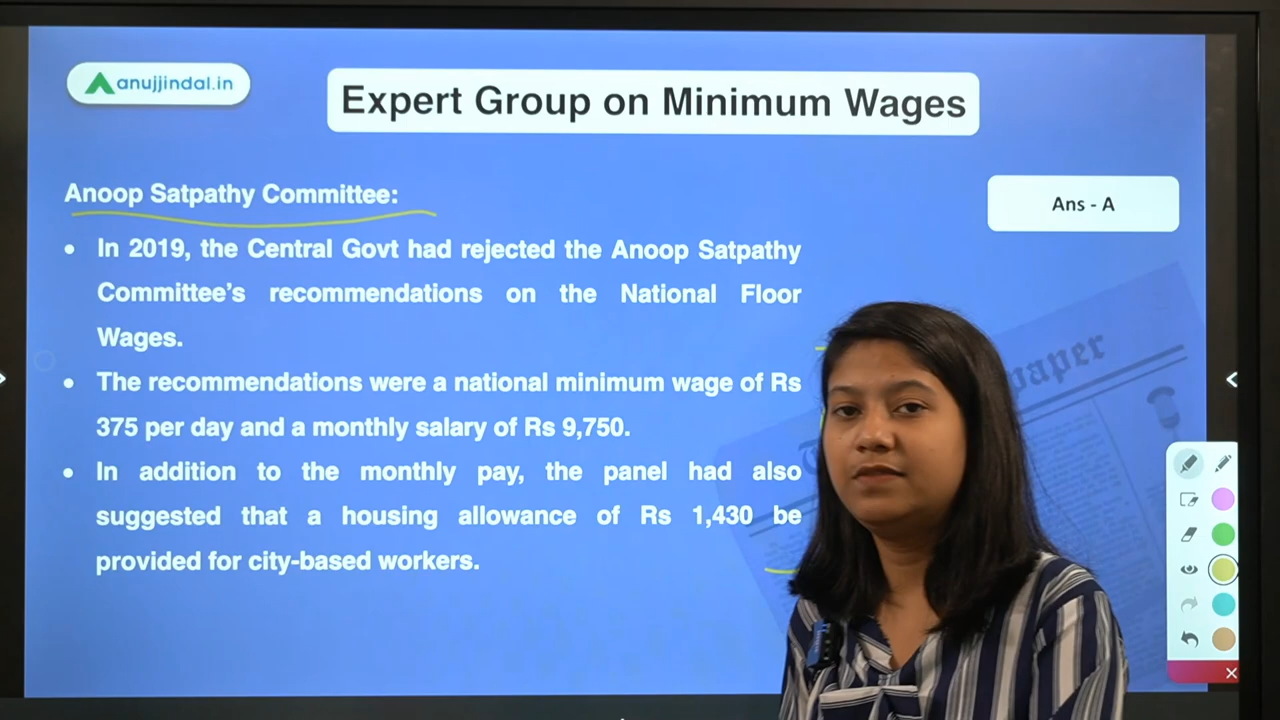 anujjindal.in
Expert Group on Minimum Wages
Anoop Satpathy Committee:
Ans - A
• In 2019, the Central Govt had rejected the Anoop Satpathy
Committee’s recommendations on the National Floor
Wages.
• The recommendations were a national minimum wage of Rs
375 per day and a monthly salary of Rs 9,750.
• In addition to the monthly pay, the panel had also
suggested that a housing allowance of Rs 1,430 be
provided for city-based workers.